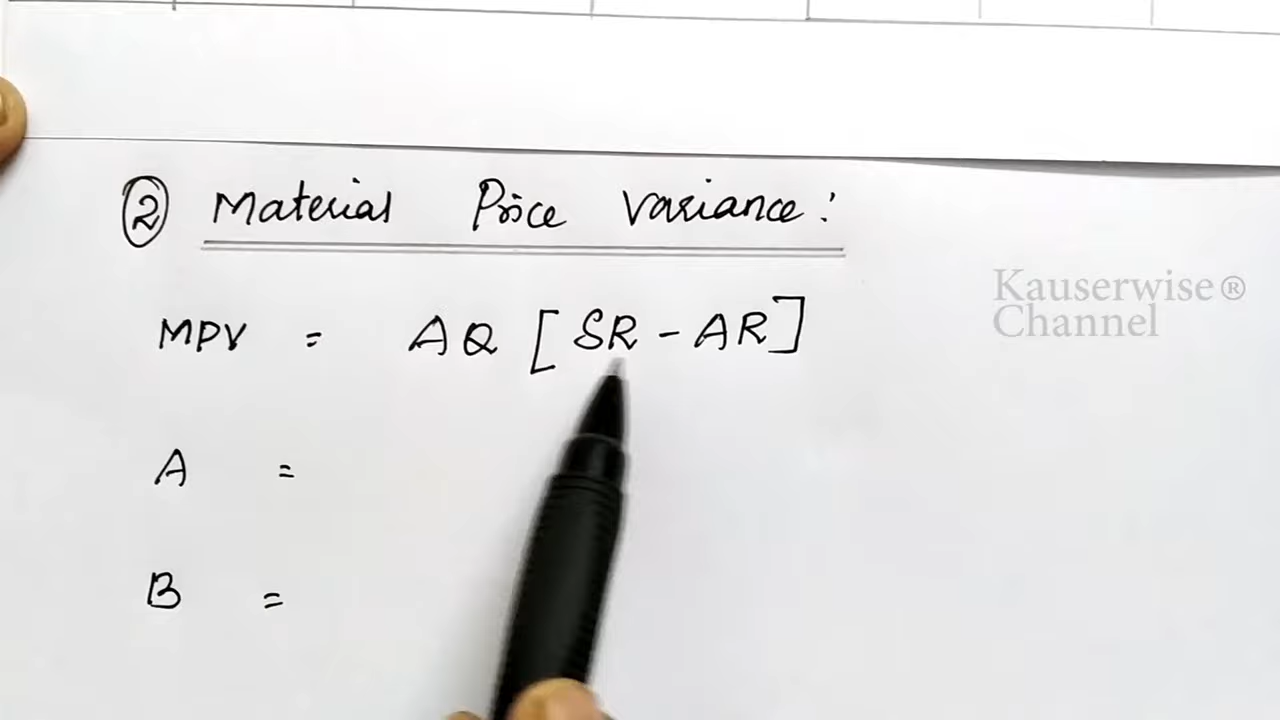 ② Material Price Variance:
MPV = AQ [SR - AR]
Kauserwise®
Channel
A =
B =